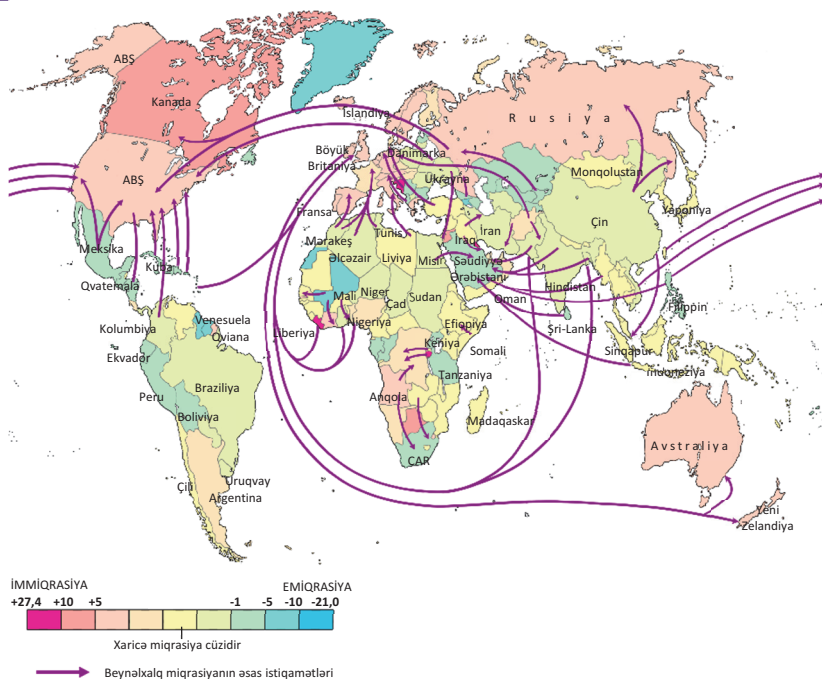 ABŞ
Kanada
İslandiya
Rusiya
Böyük
Britaniya
Danimarka
ABŞ
Ukrayna
Monqolustan
Fransa
Yaponiya
Çin
Meksika
Mərakeş
Tunis
İraq
İran
Əlcəzair
Liviya
Misir
Səudiyyə
Ərəbistanı
Kuba
Qvatemala
Mali
Niger
Çad
Sudan
Oman
Hindistan
Filippin
Venesuela
Qviana
Kolumbiya
Liberiya
Nigeriya
Efiopiya
Şri-Lanka
Ekvador
Keniya
Somali
Sinqapur
İndoneziya
Tanzaniya
Peru
Braziliya
Anqola
Boliviya
Madaqaskar
Avstraliya
CAR
Çili
Uruqvay
Argentina
Yeni
Zelandiya
İMMİQRASİYA EMİQRASİYA
+27,4 +10 +5 -1 -5 -10 -21,0
Xaricə miqrasiya cüzidir
Beynəlxalq miqrasiyanın əsas istiqamətləri